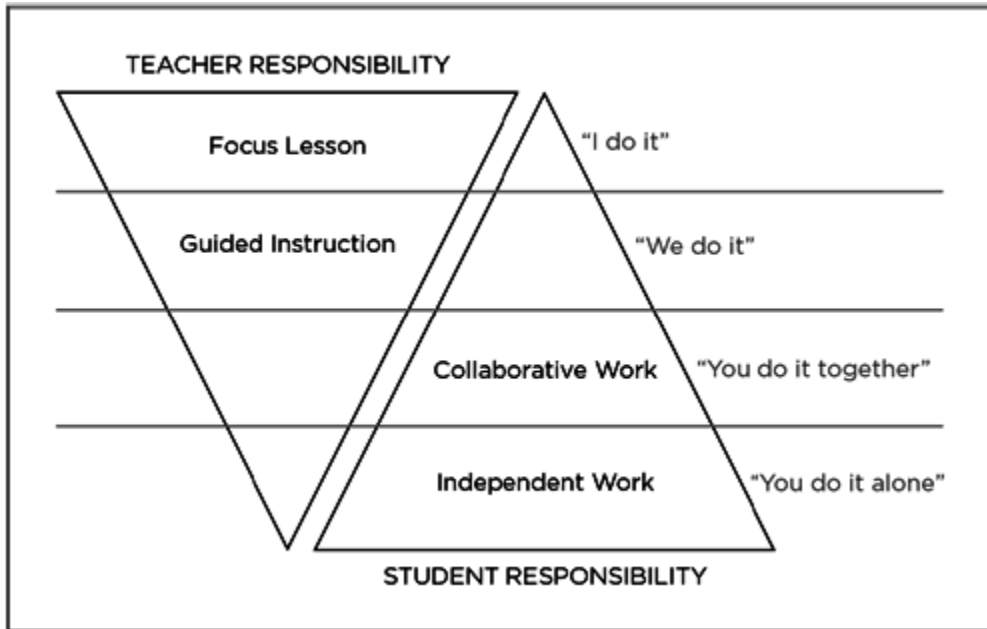 TEACHER RESPONSIBILITY
Focus Lesson
“I do it”
Guided Instruction
“We do it”
Collaborative Work
“You do it together”
Independent Work
“You do it alone”
STUDENT RESPONSIBILITY